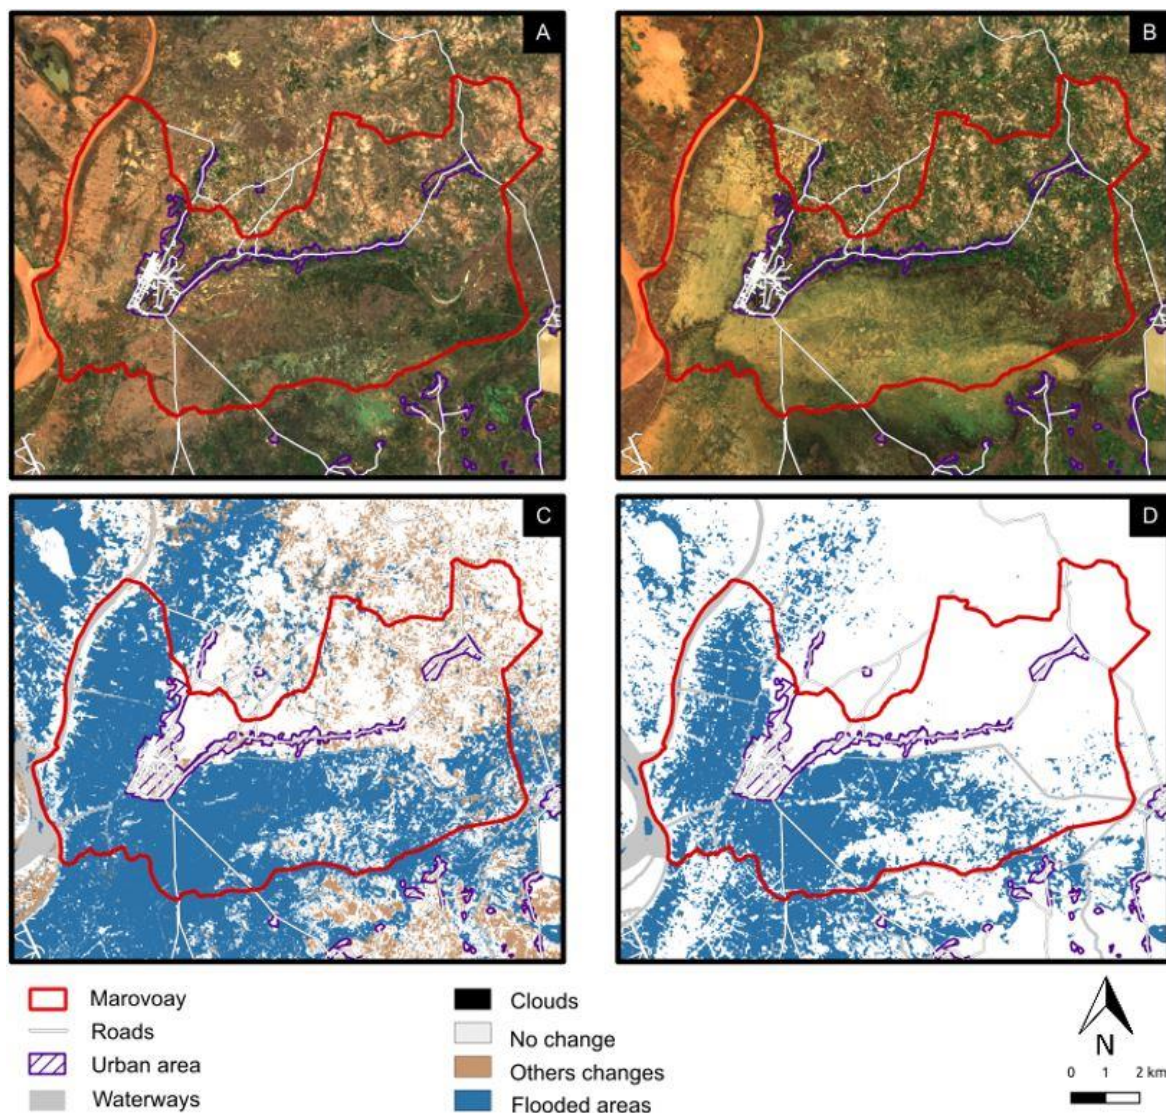 A
B
C
D
Marovoay
Roads
Urban area
Waterways
Clouds
No change
Others changes
Flooded areas
N
0 1 2 km